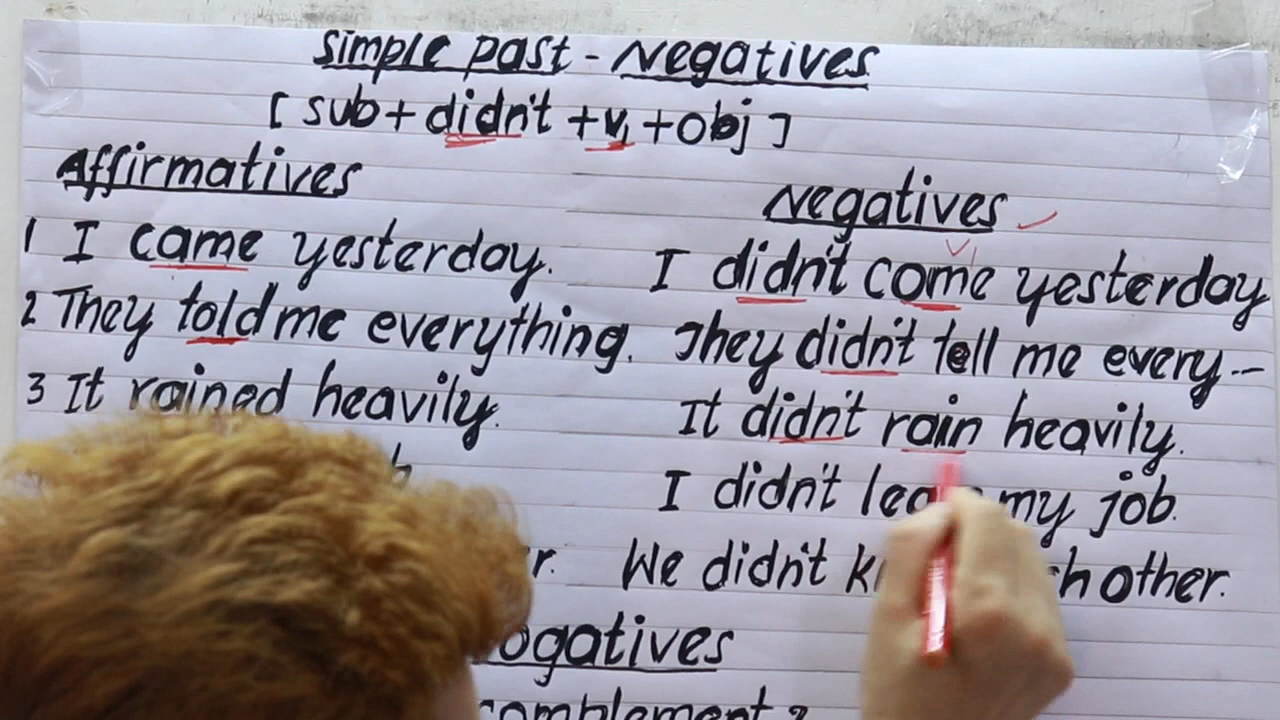 Simple Past - Negatives
[ sub + didn't + V1 + obj ]
Affirmatives
Negatives
1 I came yesterday. I didn't come yesterday
2 They told me everything. They didn't tell me every--
3 It rained heavily. It didn't rain heavily.
I didn't my job.
We didn't other.
complement ?